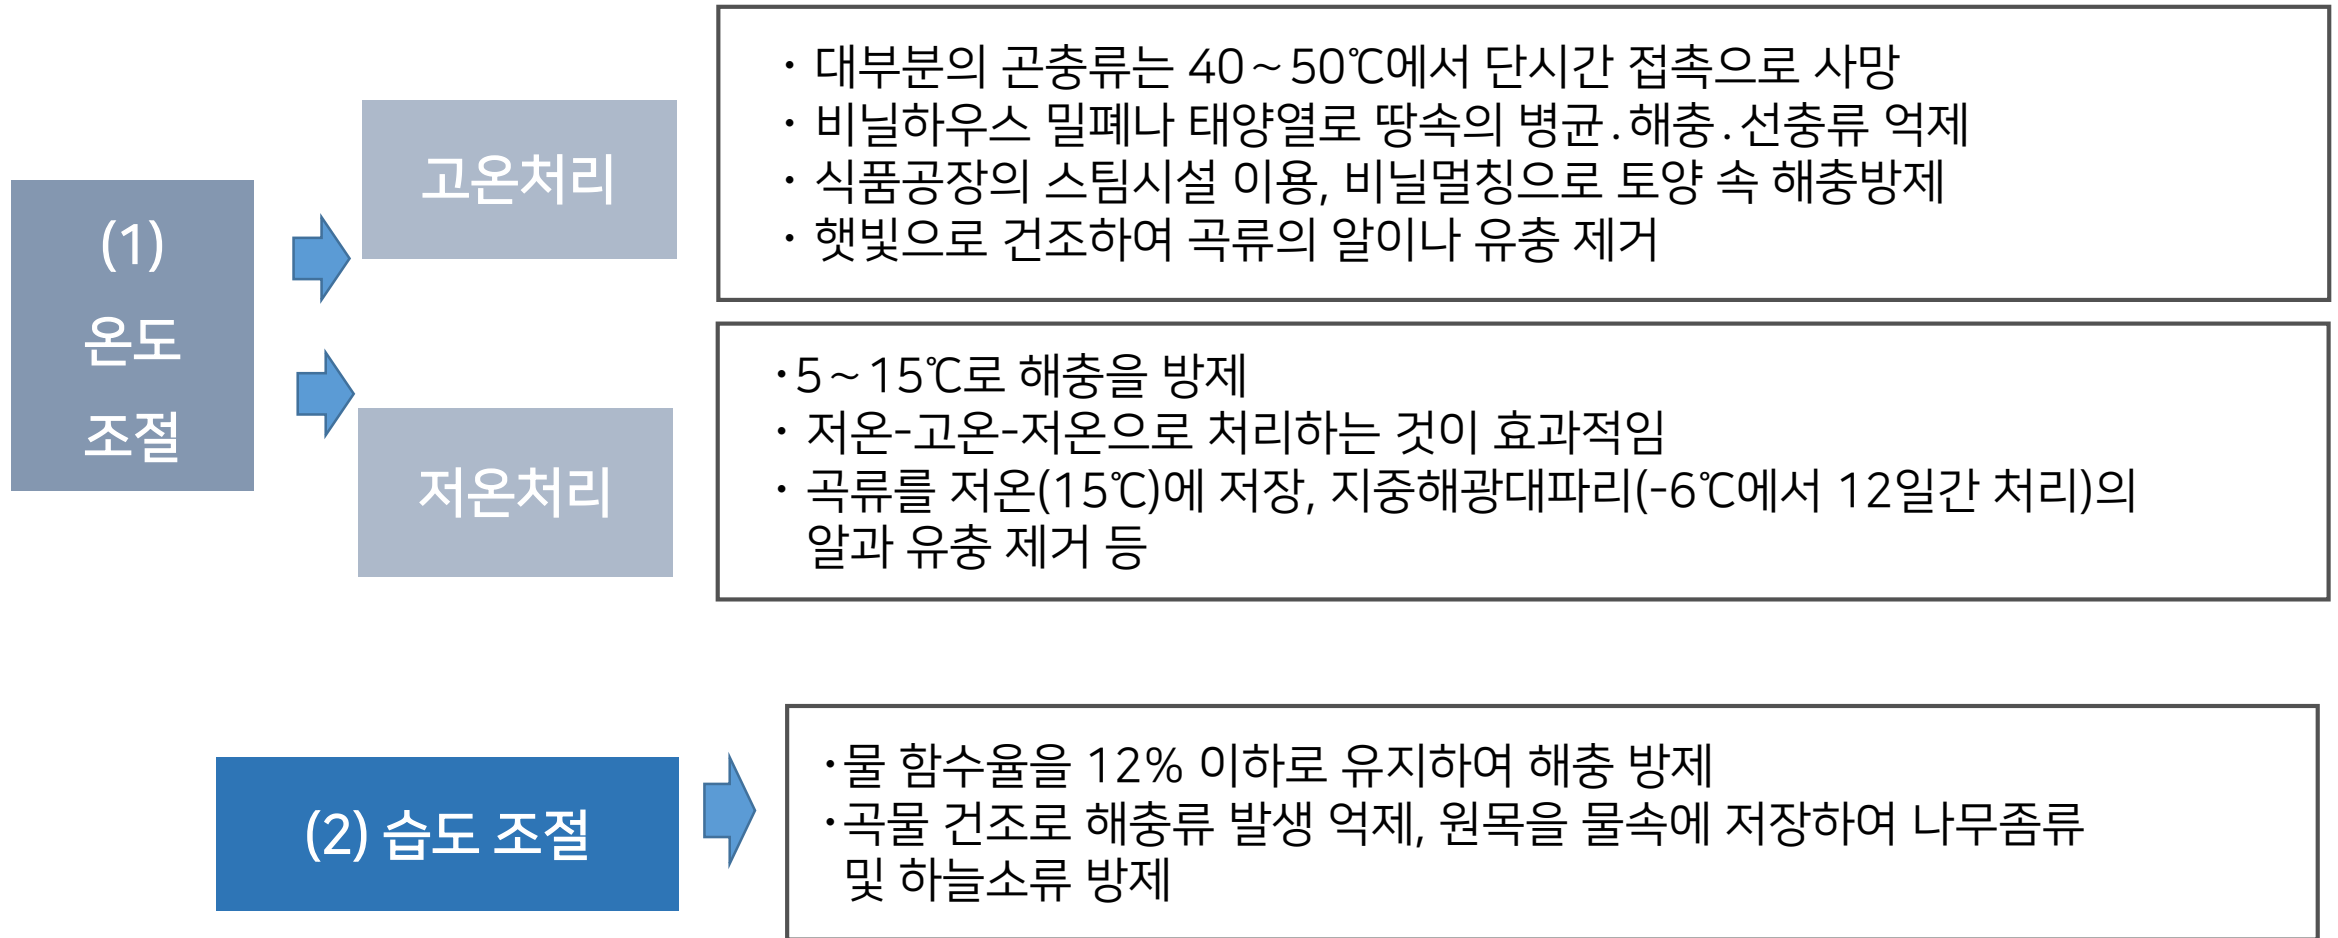 (1)
온도
조절
고온처리
· 대부분의 곤충류는 40~50℃에서 단시간 접촉으로 사망
· 비닐하우스 밀폐나 태양열로 땅속의 병균.해충.선충류 억제
· 식품공장의 스팀시설 이용, 비닐멀칭으로 토양 속 해충방제
· 햇빛으로 건조하여 곡류의 알이나 유충 제거
저온처리
·5~15℃로 해충을 방제
· 저온-고온-저온으로 처리하는 것이 효과적임
· 곡류를 저온(15℃)에 저장, 지중해광대파리(-6℃에서 12일간 처리)의
알과 유충 제거 등
(2) 습도 조절
·물 함수율을 12% 이하로 유지하여 해충 방제
·곡물 건조로 해충류 발생 억제, 원목을 물속에 저장하여 나무좀류
및 하늘소류 방제